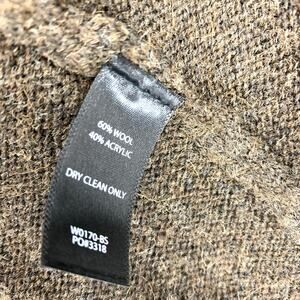 60% WOOL
40% ACRYLIC
DRY CLEAN ONLY
W0170-BS
PO#3318